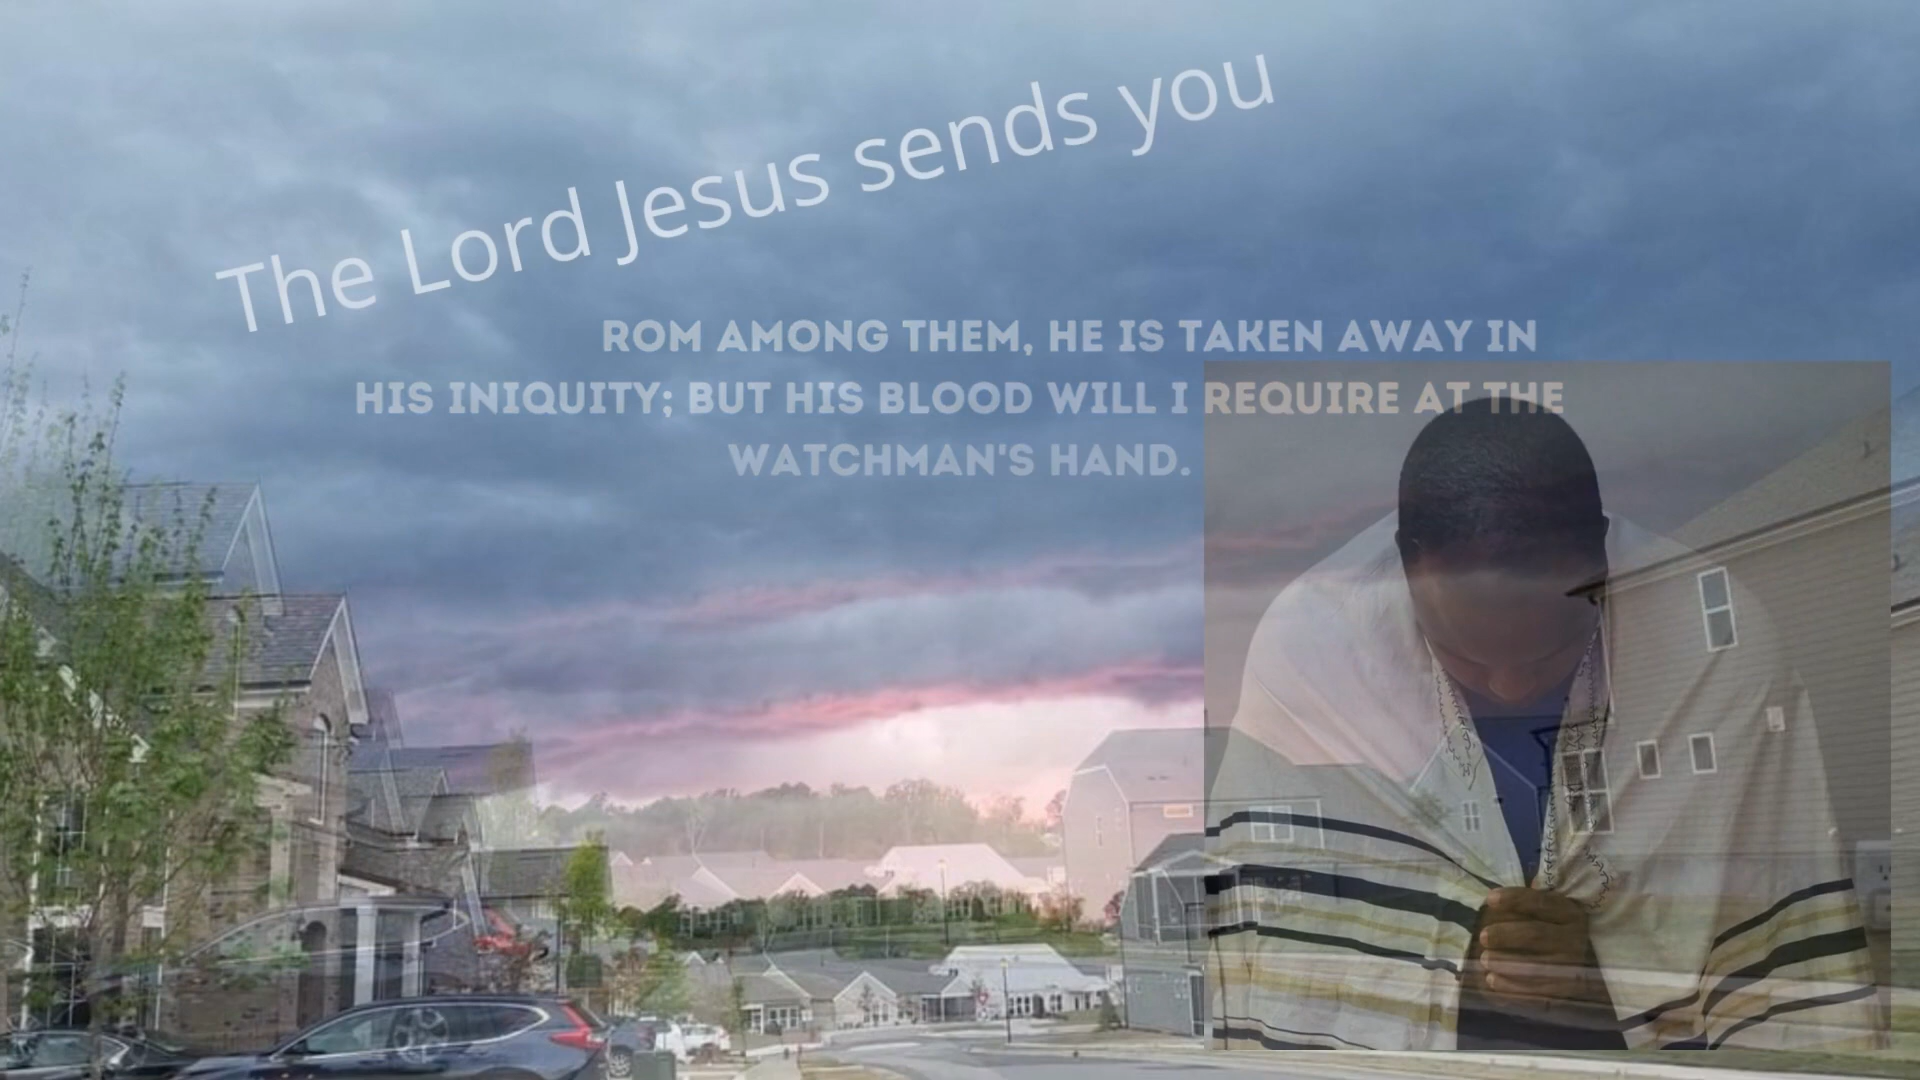 The Lord Jesus sends you
ROM AMONG THEM, HE IS TAKEN AWAY IN
HIS INIQUITY; BUT HIS BLOOD WILL I REQUIRE AT THE
WATCHMAN'S HAND.